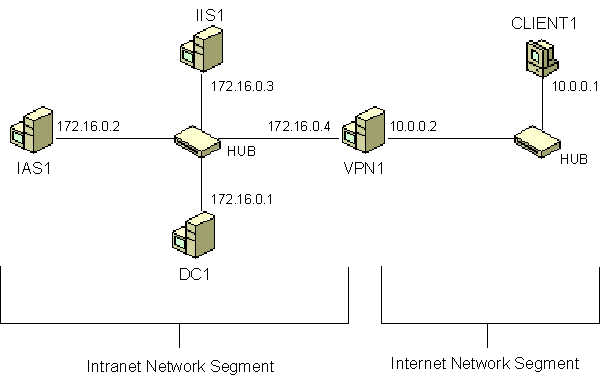 IIS1
CLIENT1
172.16.0.3
10.0.0.1
172.16.0.2
172.16.0.4
10.0.0.2
HUB
HUB
IAS1
VPN1
172.16.0.1
DC1
Intranet Network Segment
Internet Network Segment